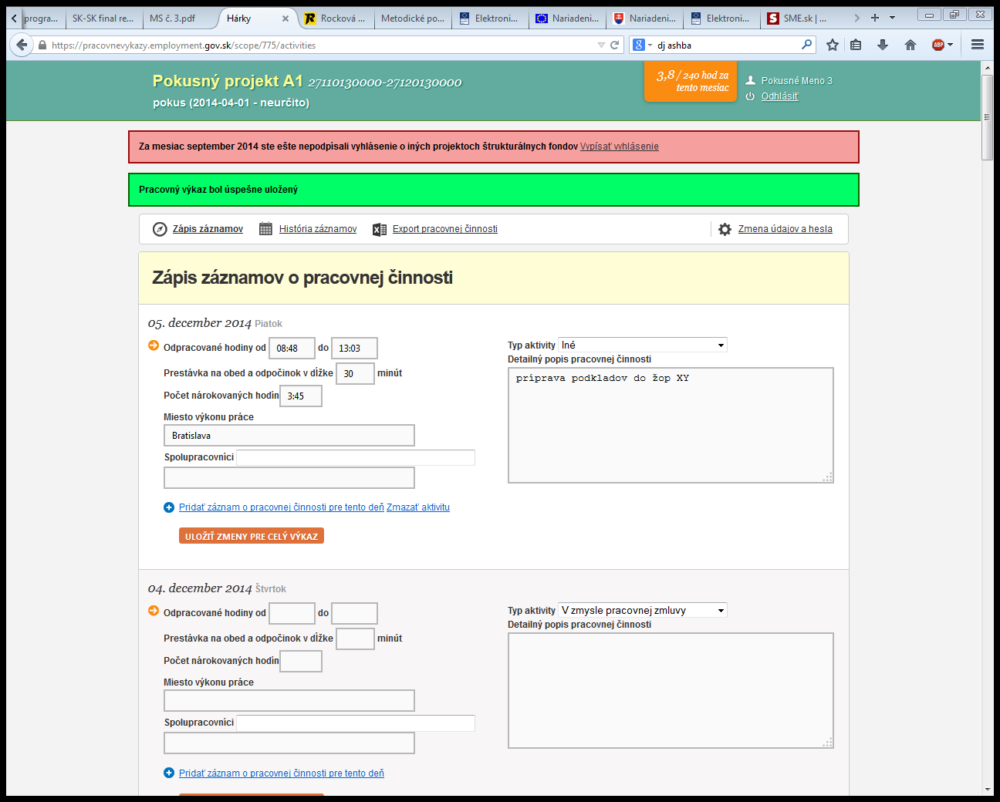 progra...
SK-SK final re...
MS č. 3.pdf
Hárky
Rocková ...
Metodické po...
Elektroni...
Nariadeni...
Nariadeni...
Elektroni...
SME.sk | ...
https://pracovnevykazy.employment.gov.sk/scope/775/activities
dj ashba
ABP
Pokusný projekt A1 27110130000-27120130000
pokus (2014-04-01 - neurčito)
3,8 / 240 hod za
tento mesiac
Pokusné Meno 3
Odhlásiť
Za mesiac september 2014 ste ešte nepodpísali vyhlásenie o iných projektoch štrukturálnych fondov Vypísať vyhlásenie
Pracovný výkaz bol úspešne uložený
Zápis záznamov
História záznamov
Export pracovnej činnosti
Zmena údajov a hesla
Zápis záznamov o pracovnej činnosti
05. december 2014 Piatok
Odpracované hodiny od 08:48 do 13:03
Prestávka na obed a odpočinok v dĺžke 30 minút
Počet nárokovaných hodín 3:45
Miesto výkonu práce
Bratislava
Spolupracovníci
Typ aktivity Iné
Detailný popis pracovnej činnosti
príprava podkladov do žop XY
Pridať záznam o pracovnej činnosti pre tento deň Zmazať aktivitu
ULOŽIŤ ZMENY PRE CELÝ VÝKAZ
04. december 2014 Štvrtok
Odpracované hodiny od do
Prestávka na obed a odpočinok v dĺžke minút
Počet nárokovaných hodín
Miesto výkonu práce
Spolupracovníci
Typ aktivity V zmysle pracovnej zmluvy
Detailný popis pracovnej činnosti
Pridať záznam o pracovnej činnosti pre tento deň